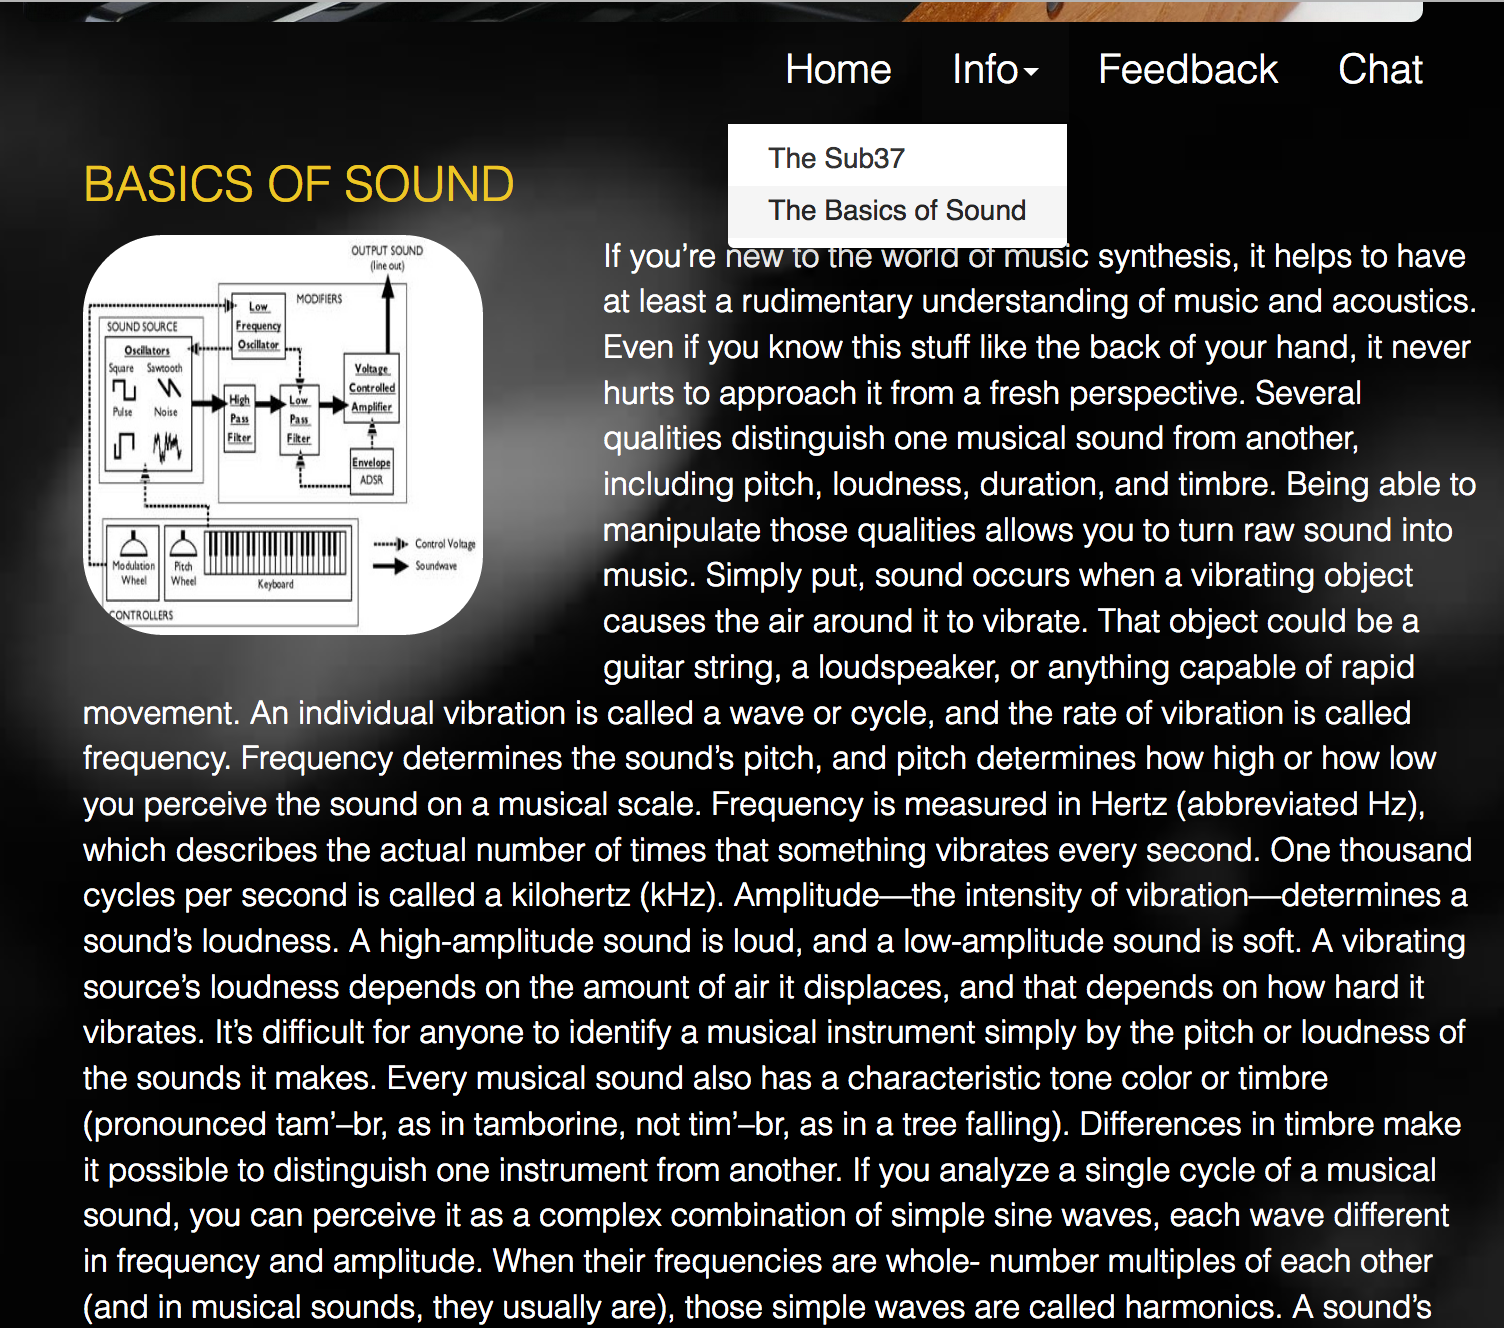 Home Info Feedback Chat
The Sub37
The Basics of Sound
BASICS OF SOUND
OUTPUT SOUND
(line out)
MODIFIERS
Low
Frequency
Oscillator
SOUND SOURCE
Oscillators
Square Sawtooth
Pulse Noise
High
Pass
Filter
Low
Pass
Filter
Voltage
Controlled
Amplifier
Envelope
ADSR
Modulation
Wheel
Pitch
Wheel
Keyboard
CONTROLLERS
Control Voltage
Soundwave
If you’re new to the world of music synthesis, it helps to have
at least a rudimentary understanding of music and acoustics.
Even if you know this stuff like the back of your hand, it never
hurts to approach it from a fresh perspective. Several
qualities distinguish one musical sound from another,
including pitch, loudness, duration, and timbre. Being able to
manipulate those qualities allows you to turn raw sound into
music. Simply put, sound occurs when a vibrating object
causes the air around it to vibrate. That object could be a
guitar string, a loudspeaker, or anything capable of rapid
movement. An individual vibration is called a wave or cycle, and the rate of vibration is called
frequency. Frequency determines the sound’s pitch, and pitch determines how high or how low
you perceive the sound on a musical scale. Frequency is measured in Hertz (abbreviated Hz),
which describes the actual number of times that something vibrates every second. One thousand
cycles per second is called a kilohertz (kHz). Amplitude—the intensity of vibration—determines a
sound’s loudness. A high-amplitude sound is loud, and a low-amplitude sound is soft. A vibrating
source’s loudness depends on the amount of air it displaces, and that depends on how hard it
vibrates. It’s difficult for anyone to identify a musical instrument simply by the pitch or loudness of
the sounds it makes. Every musical sound also has a characteristic tone color or timbre
(pronounced tam’–br, as in tamborine, not tim’–br, as in a tree falling). Differences in timbre make
it possible to distinguish one instrument from another. If you analyze a single cycle of a musical
sound, you can perceive it as a complex combination of simple sine waves, each wave different
in frequency and amplitude. When their frequencies are whole- number multiples of each other
(and in musical sounds, they usually are), those simple waves are called harmonics. A sound’s